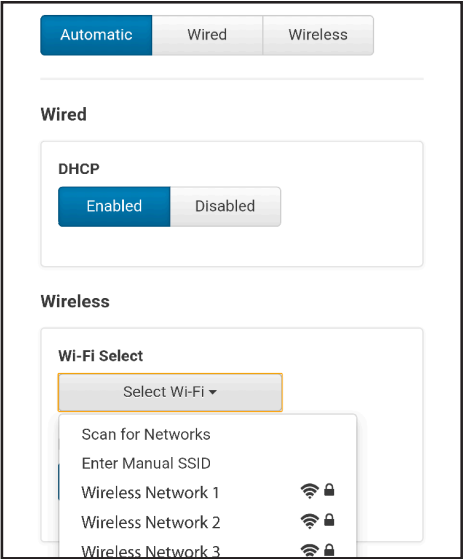 Automatic Wired Wireless
Wired
DHCP
Enabled Disabled
Wireless
Wi-Fi Select
Select Wi-Fi
Scan for Networks
Enter Manual SSID
Wireless Network 1
Wireless Network 2
Wireless Network 3